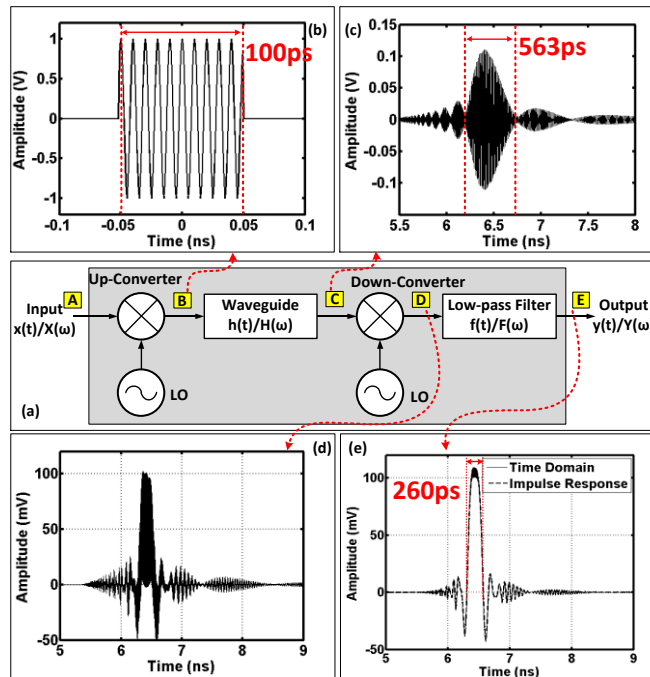 (b)
100ps
Amplitude (V)
1
0.5
0
-0.5
-1
-0.1
-0.05
0
0.05
0.1
Time (ns)
(c)
563ps
Amplitude (V)
0.15
0.1
0.05
0
0.05
-0.1
5.5
6
6.5
7
7.5
8
Time (ns)
Up-Converter
Down-Converter
A
B
C
D
E
Input
x(t)/X(ω)
Waveguide
h(t)/H(ω)
Low-pass Filter
f(t)/F(ω)
Output
y(t)/Y(ω
LO
LO
(a)
(d)
Amplitude (mV)
100
50
0
-50
5
6
7
8
9
Time (ns)
(e)
260ps
Time Domain
Impulse Response
Amplitude (mV)
100
50
0
-50
5
6
7
8
9
Time (ns)